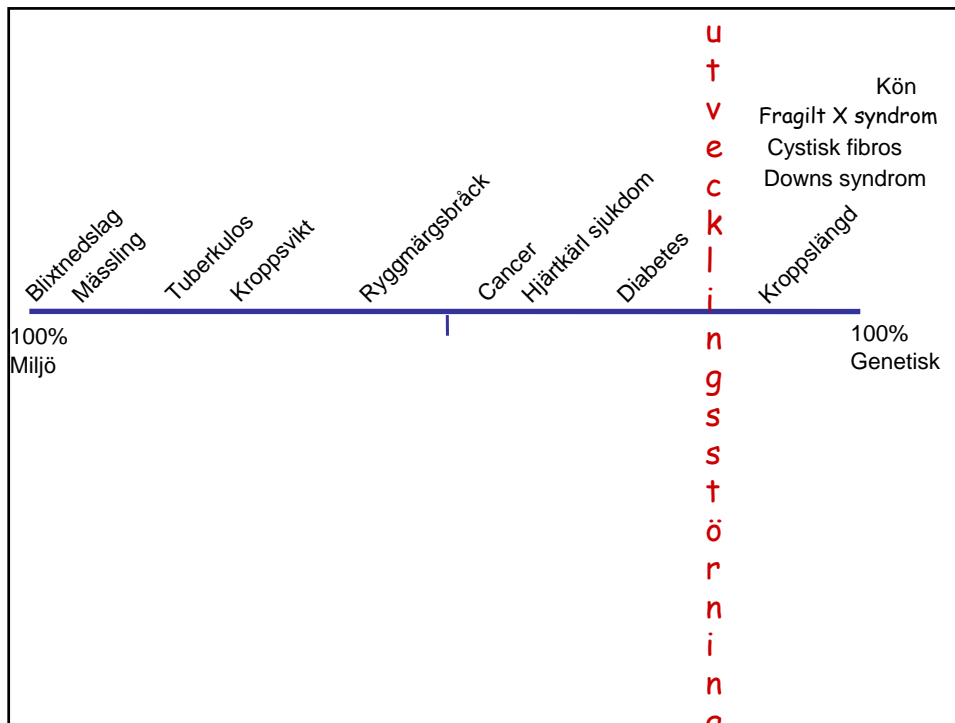 Kön
Fragilt X syndrom
Cystisk fibros
Downs syndrom
Blixtnedslag
Mässling
Tuberkulos
Kroppsvikt
Ryggmärgsbråck
Cancer
Hjärtkärl sjukdom
Diabetes
utvecklingsstörning
Kroppslängd
100%
Miljö
100%
Genetisk